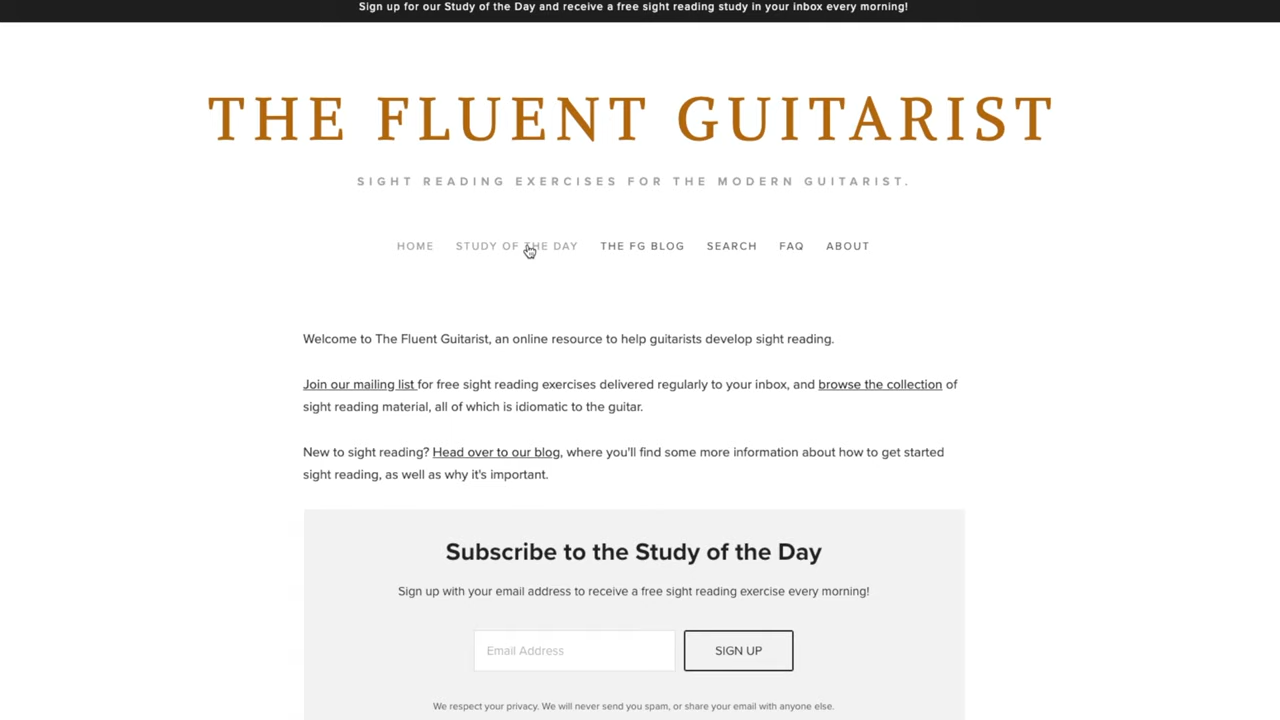 Sign up for our Study of the Day and receive a free sight reading study in your inbox every morning!
THE FLUENT GUITARIST
SIGHT READING EXERCISES FOR THE MODERN GUITARIST.
HOME STUDY OF THE DAY THE FG BLOG SEARCH FAQ ABOUT
Welcome to The Fluent Guitarist, an online resource to help guitarists develop sight reading.
Join our mailing list for free sight reading exercises delivered regularly to your inbox, and browse the collection of
sight reading material, all of which is idiomatic to the guitar.
New to sight reading? Head over to our blog, where you'll find some more information about how to get started
sight reading, as well as why it's important.
Subscribe to the Study of the Day
Sign up with your email address to receive a free sight reading exercise every morning!
Email Address SIGN UP
We respect your privacy. We will never send you spam, or share your email with anyone else.